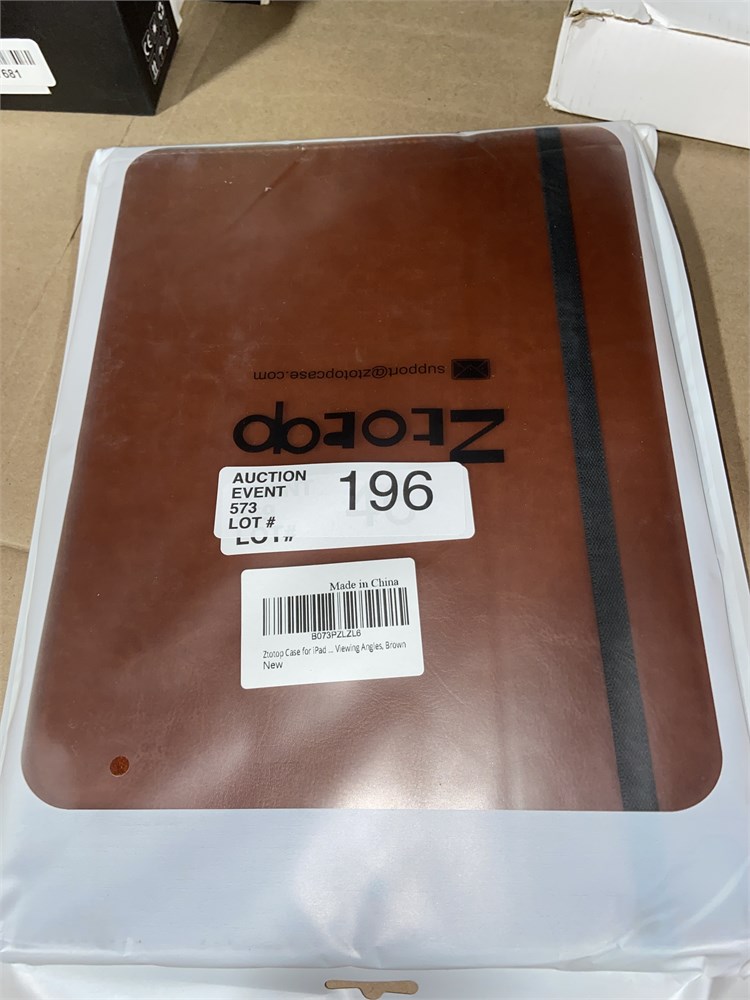 681
support@ztotopcase.com
Ztotop
AUCTION
EVENT
573
LOT #
196
LOT#
Made in China
B073PZLZL6
Ztotop Case for iPad ... Viewing Angles, Brown
New